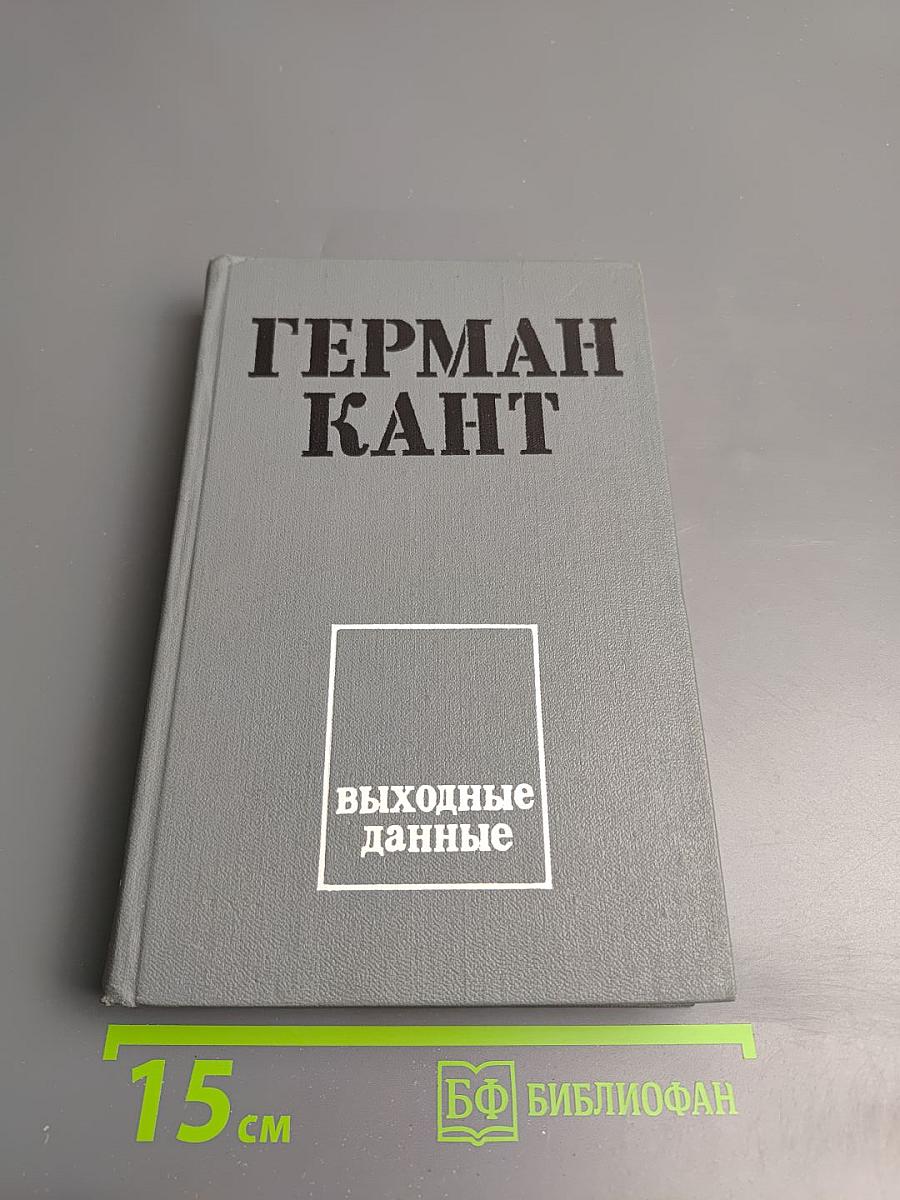 ГЕРМАН
КАНТ
выходные
данные
15 см
БФ БИБЛИОФАН